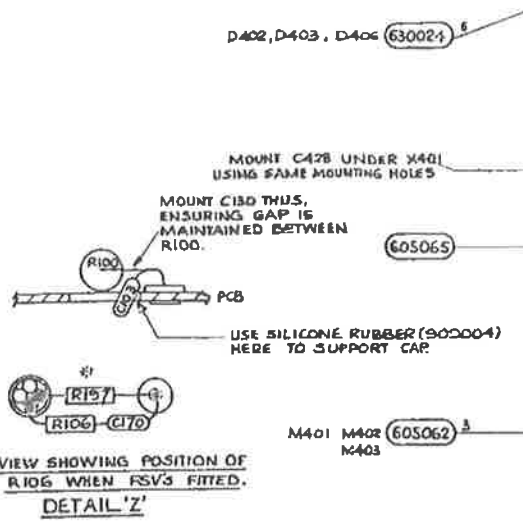 D402, D403, D406 630024 6
MOUNT C428 UNDER X401
USING SAME MOUNTING HOLES
MOUNT C130 THUS,
ENSURING GAP IS
MAINTAINED BETWEEN
R100.
605065
R100
C103
PCB
USE SILICONE RUBBER (900004)
HERE TO SUPPORT CAP.
*
R157
R106 C170
M401 M402 605062 3
M403
VIEW SHOWING POSITION OF
R106 WHEN FSV'S FITTED.
DETAIL 'Z'